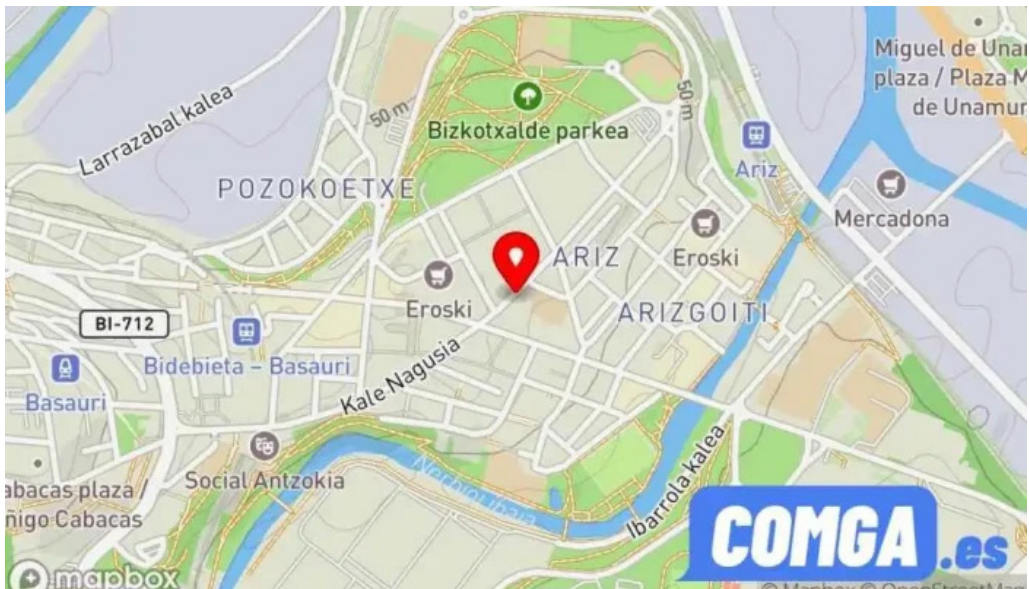 Miguel de Una
plaza / Plaza M
de Unamun
Larrazabal kalea
50 m
50 m
Bizkotxalde parkea
Ariz
POZOKOETXE
Mercadona
ARIZ
Eroski
Eroski
ARIZGOITI
BI-712
Bidebieta – Basauri
Basauri
Kale Nagusia
Social Antzokia
abacas plaza /
ñigo Cabacas
Nerbioi Ibaia
Ibarrola kalea
COMGA.es
mapbox
© Mapbox © OpenStreetMap